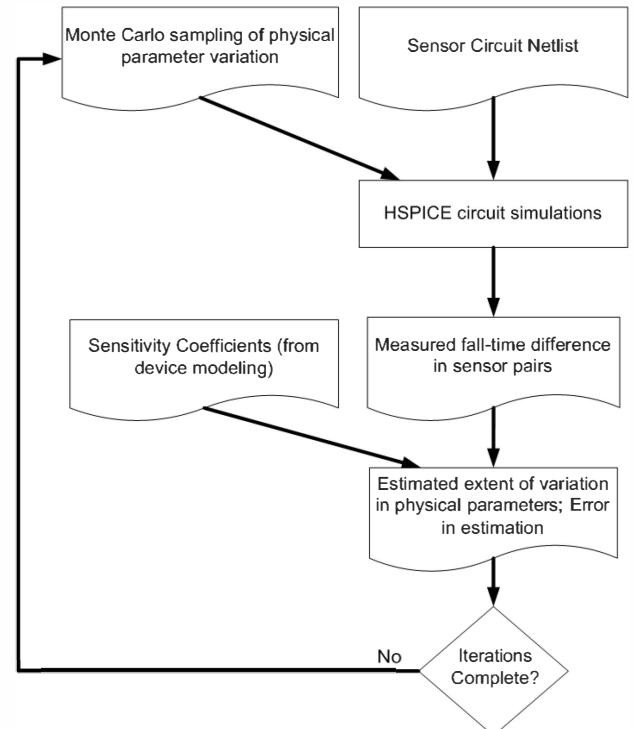 Monte Carlo sampling of physical
parameter variation
Sensor Circuit Netlist
HSPICE circuit simulations
Sensitivity Coefficients (from
device modeling)
Measured fall-time difference
in sensor pairs
Estimated extent of variation
in physical parameters; Error
in estimation
No
Iterations
Complete?